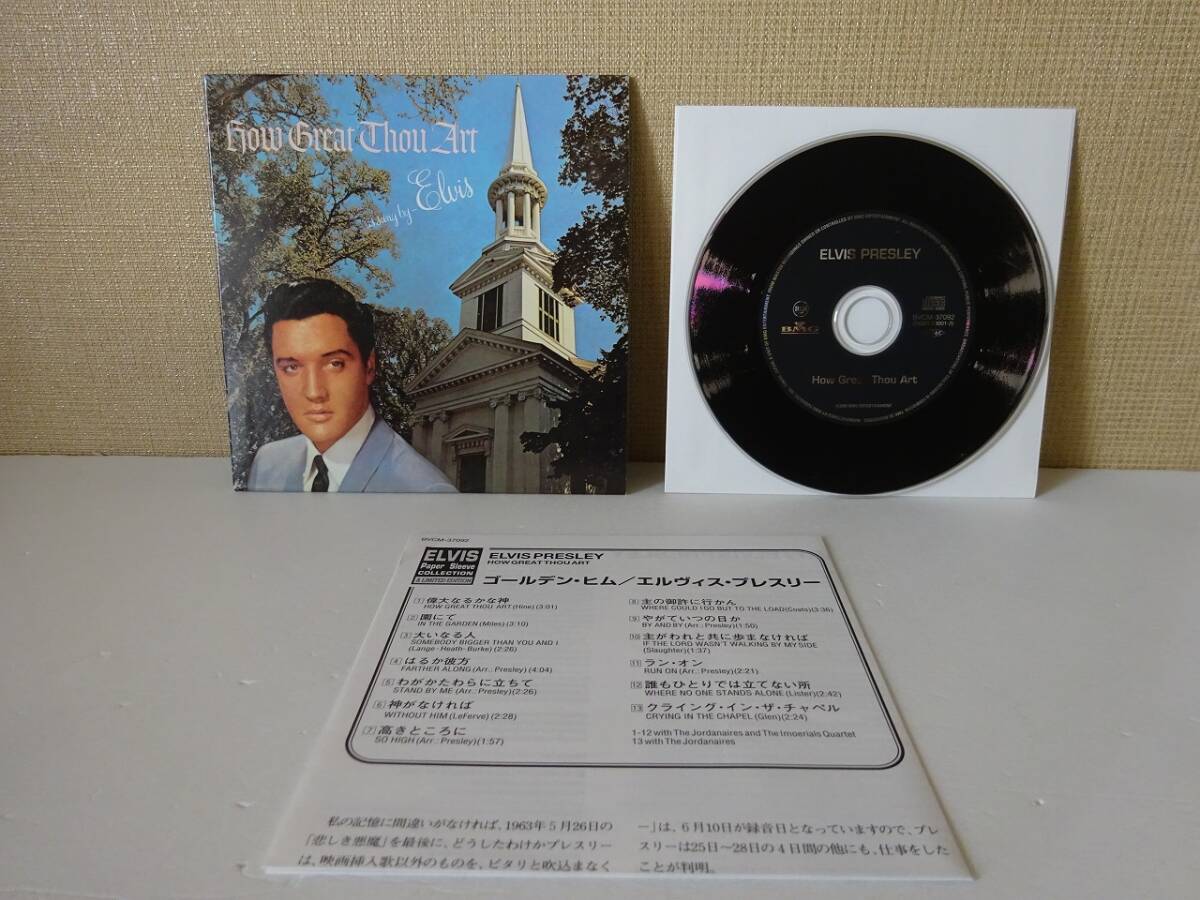 How Great Thou Art
as sung by Elvis
ELVIS PRESLEY
BMG
BVCM-37092
How Great Thou Art
BVCM-37092
ELVIS
Paper Sleeve
COLLECTION
A LIMITED EDITION
ELVIS PRESLEY
HOW GREAT THOU ART
ゴールデン・ヒム/エルヴィス・プレスリー
1 偉大なるかな神
HOW GREAT THOU ART (Hine) (3:01)
2 園にて
IN THE GARDEN (Miles) (3:10)
3 大いなる人
SOMEBODY BIGGER THAN YOU AND I
(Lange-Heath-Burke) (2:26)
4 はるか彼方
FARTHER ALONG (Arr.: Presley) (4:04)
5 わがかたわらに立ちて
STAND BY ME (Arr.: Presley) (2:26)
6 神がなければ
WITHOUT HIM (LeFerve) (2:28)
7 高きところに
SO HIGH (Arr.: Presley) (1:57)
8 主の御許に行かん
WHERE COULD I GO BUT TO THE LOAD (Coats) (3:36)
9 やがていつの日か
BY AND BY (Arr.: Presley) (1:50)
10 主がわれと共に歩まなければ
IF THE LORD WASN'T WALKING BY MY SIDE
(Slaughter) (1:37)
11 ラン・オン
RUN ON (Arr.: Presley) (2:21)
12 誰もひとりでは立てない所
WHERE NO ONE STANDS ALONE (Lister) (2:42)
13 クライング・イン・ザ・チャペル
CRYING IN THE CHAPEL (Glen) (2:24)
1-12 with The Jordanaires and The Imoerials Quartet
13 with The Jordanaires
私の記憶に間違いがなければ、1963年5月26日の
「悲しき悪魔」を最後に、どうしたわけかプレスリー
は、映画挿入歌以外のものを、ピタリと吹込まなく
ー」は、6月10日が録音日となっていますので、プレ
スリーは25日〜28日の4日間の他にも、仕事をした
ことが判明。